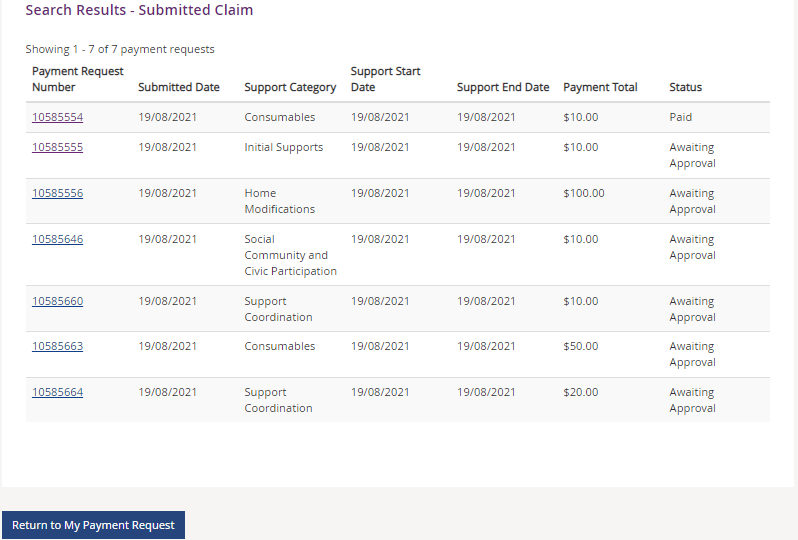 Search Results - Submitted Claim
Showing 1 - 7 of 7 payment requests
Payment Request Number Submitted Date Support Category Support Start Date Support End Date Payment Total Status
10585554 19/08/2021 Consumables 19/08/2021 19/08/2021 $10.00 Paid
10585555 19/08/2021 Initial Supports 19/08/2021 19/08/2021 $10.00 Awaiting Approval
10585556 19/08/2021 Home Modifications 19/08/2021 19/08/2021 $100.00 Awaiting Approval
10585646 19/08/2021 Social Community and Civic Participation 19/08/2021 19/08/2021 $10.00 Awaiting Approval
10585660 19/08/2021 Support Coordination 19/08/2021 19/08/2021 $10.00 Awaiting Approval
10585663 19/08/2021 Consumables 19/08/2021 19/08/2021 $50.00 Awaiting Approval
10585664 19/08/2021 Support Coordination 19/08/2021 19/08/2021 $20.00 Awaiting Approval
Return to My Payment Request